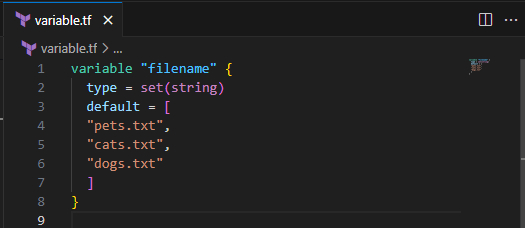 variable.tf ×
variable.tf > ...
1 variable "filename" {
2 type = set(string)
3 default = [
4 "pets.txt",
5 "cats.txt",
6 "dogs.txt"
7 ]
8 }
9